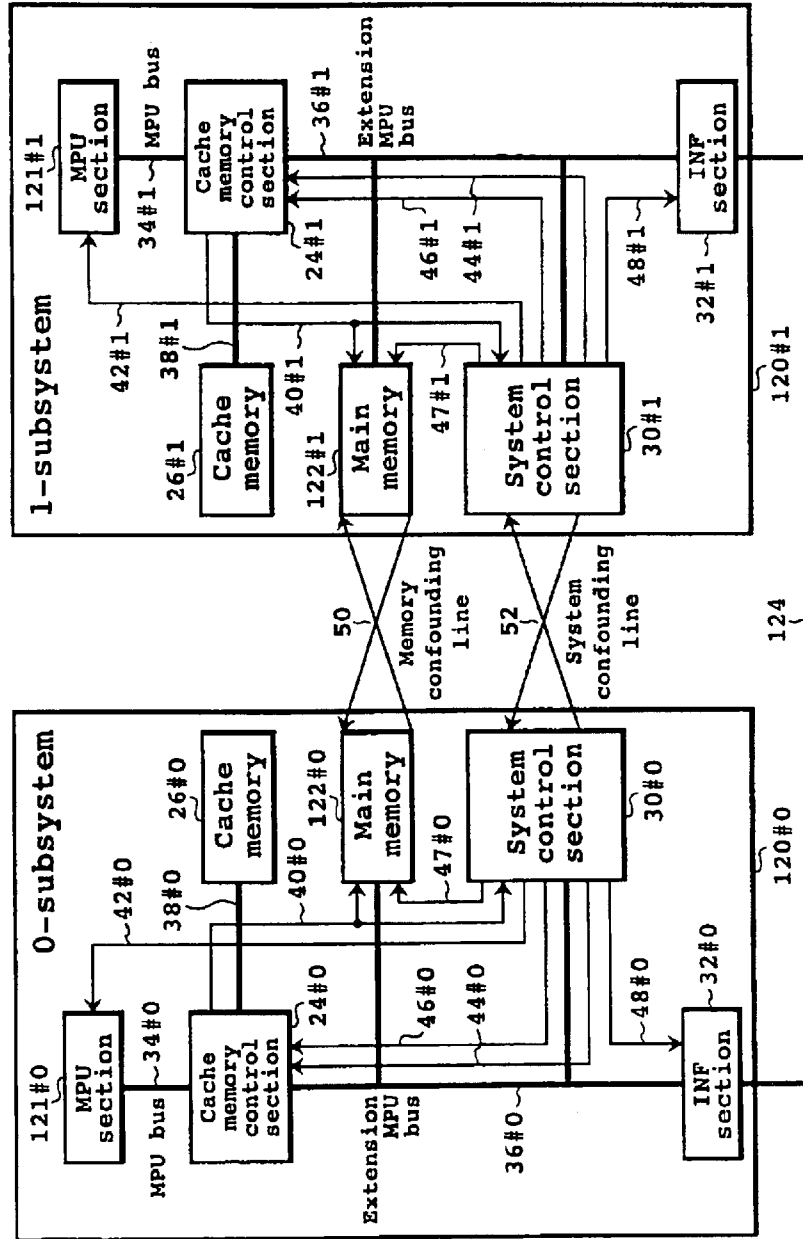 0-subsystem
121#0
MPU
section
34#0
MPU bus
42#0
Cache
memory
control
section
24#0
38#0
26#0
Cache
memory
40#0
122#0
Main
memory
Extension
MPU
bus
46#0
44#0
47#0
System
control
section
30#0
36#0
48#0
INF
section
32#0
120#0
50
Memory
confounding
line
52
System
confounding
line
124
1-subsystem
121#1
MPU
section
34#1
MPU bus
42#1
Cache
memory
control
section
24#1
38#1
26#1
Cache
memory
40#1
122#1
Main
memory
Extension
MPU
bus
36#1
46#1
44#1
47#1
System
control
section
30#1
48#1
INF
section
32#1
120#1